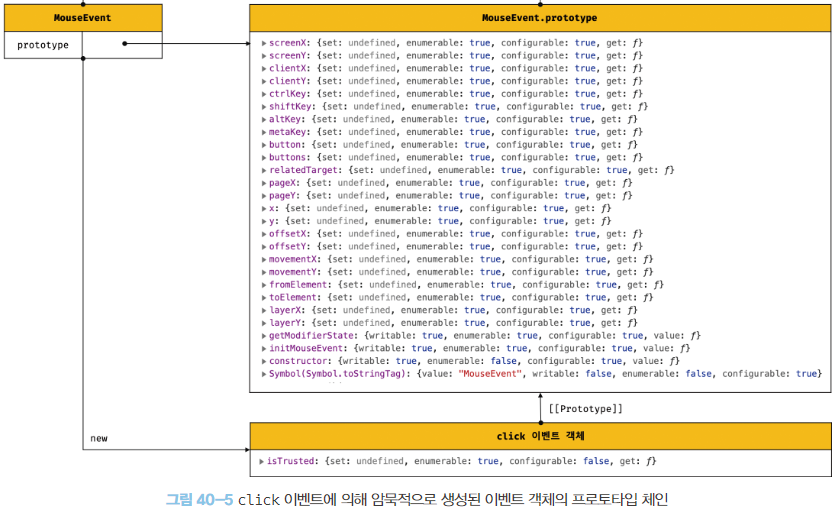 MouseEvent
prototype
MouseEvent.prototype
▶ screenX: {set: undefined, enumerable: true, configurable: true, get: ƒ}
▶ screenY: {set: undefined, enumerable: true, configurable: true, get: ƒ}
▶ clientX: {set: undefined, enumerable: true, configurable: true, get: ƒ}
▶ clientY: {set: undefined, enumerable: true, configurable: true, get: ƒ}
▶ ctrlKey: {set: undefined, enumerable: true, configurable: true, get: ƒ}
▶ shiftKey: {set: undefined, enumerable: true, configurable: true, get: ƒ}
▶ altKey: {set: undefined, enumerable: true, configurable: true, get: ƒ}
▶ metaKey: {set: undefined, enumerable: true, configurable: true, get: ƒ}
▶ button: {set: undefined, enumerable: true, configurable: true, get: ƒ}
▶ buttons: {set: undefined, enumerable: true, configurable: true, get: ƒ}
▶ relatedTarget: {set: undefined, enumerable: true, configurable: true, get: ƒ}
▶ pageX: {set: undefined, enumerable: true, configurable: true, get: ƒ}
▶ pageY: {set: undefined, enumerable: true, configurable: true, get: ƒ}
▶ x: {set: undefined, enumerable: true, configurable: true, get: ƒ}
▶ y: {set: undefined, enumerable: true, configurable: true, get: ƒ}
▶ offsetX: {set: undefined, enumerable: true, configurable: true, get: ƒ}
▶ offsetY: {set: undefined, enumerable: true, configurable: true, get: ƒ}
▶ movementX: {set: undefined, enumerable: true, configurable: true, get: ƒ}
▶ movementY: {set: undefined, enumerable: true, configurable: true, get: ƒ}
▶ fromElement: {set: undefined, enumerable: true, configurable: true, get: ƒ}
▶ toElement: {set: undefined, enumerable: true, configurable: true, get: ƒ}
▶ layerX: {set: undefined, enumerable: true, configurable: true, get: ƒ}
▶ layerY: {set: undefined, enumerable: true, configurable: true, get: ƒ}
▶ getModifierState: {writable: true, enumerable: true, configurable: true, value: ƒ}
▶ initMouseEvent: {writable: true, enumerable: true, configurable: true, value: ƒ}
▶ constructor: {writable: true, enumerable: false, configurable: true, value: ƒ}
▶ Symbol(Symbol.toStringTag): {value: "MouseEvent", writable: false, enumerable: false, configurable: true}
[[Prototype]]
new
click 이벤트 객체
▶ isTrusted: {set: undefined, enumerable: true, configurable: false, get: ƒ}
그림 40-5 click 이벤트에 의해 암묵적으로 생성된 이벤트 객체의 프로토타입 체인